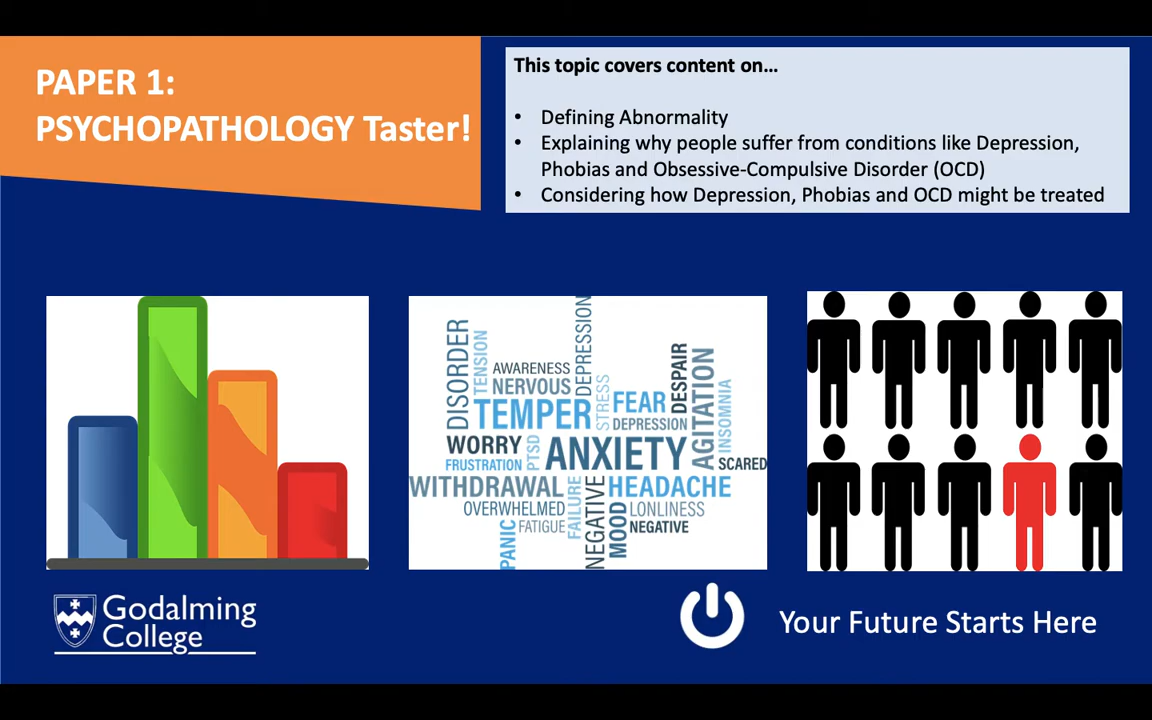 PAPER 1:
PSYCHOPATHOLOGY Taster!
This topic covers content on...
• Defining Abnormality
• Explaining why people suffer from conditions like Depression,
Phobias and Obsessive-Compulsive Disorder (OCD)
• Considering how Depression, Phobias and OCD might be treated
DISORDER
TENSION
AWARENESS
NERVOUS
DEPRESSION
TEMPER
STRESS
FEAR
DEPRESSION
DESPAIR
AGITATION
INSOMNIA
WORRY
PTSD
ANXIETY
FRUSTRATION
SCARED
WITHDRAWAL
OVERWHELMED
FAILURE
NEGATIVE
HEADACHE
MOOD
LONLINESS
NEGATIVE
PANIC
FATIGUE
Godalming
College
Your Future Starts Here